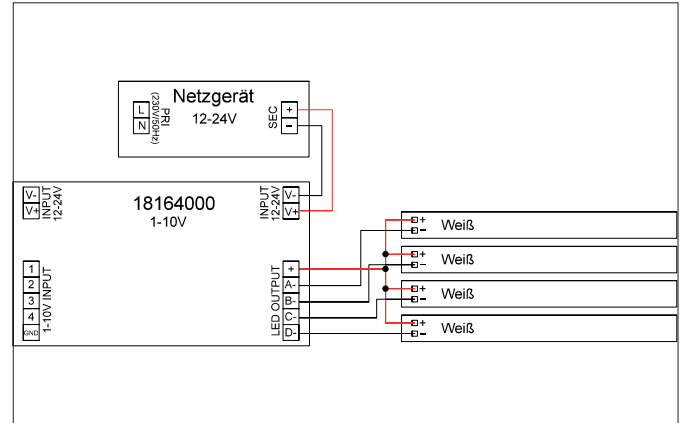 Netzgerät
12-24V
L
N
PRI
(230V/50Hz)
SEC
+
−
18164000
1-10V
V-
V+
INPUT
12-24V
INPUT
12-24V
V-
V+
1
2
3
4
GND
1-10V INPUT
LED OUTPUT
+
A-
B-
C-
D-
+
−
Weiß
+
−
Weiß
+
−
Weiß
+
−
Weiß